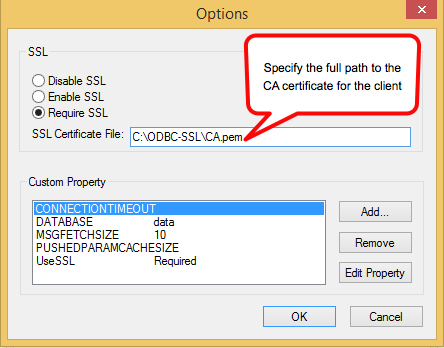 Options
SSL
Specify the full path to the
CA certificate for the client
Disable SSL
Enable SSL
Require SSL
SSL Certificate File: C:\ODBC-SSL\CA.pem
Custom Property
CONNECTIONTIMEOUT
Add...
DATABASE data
MSGFETCHSIZE 10
Remove
PUSHEDPARAMCACHESIZE
UseSSL Required
Edit Property
OK Cancel